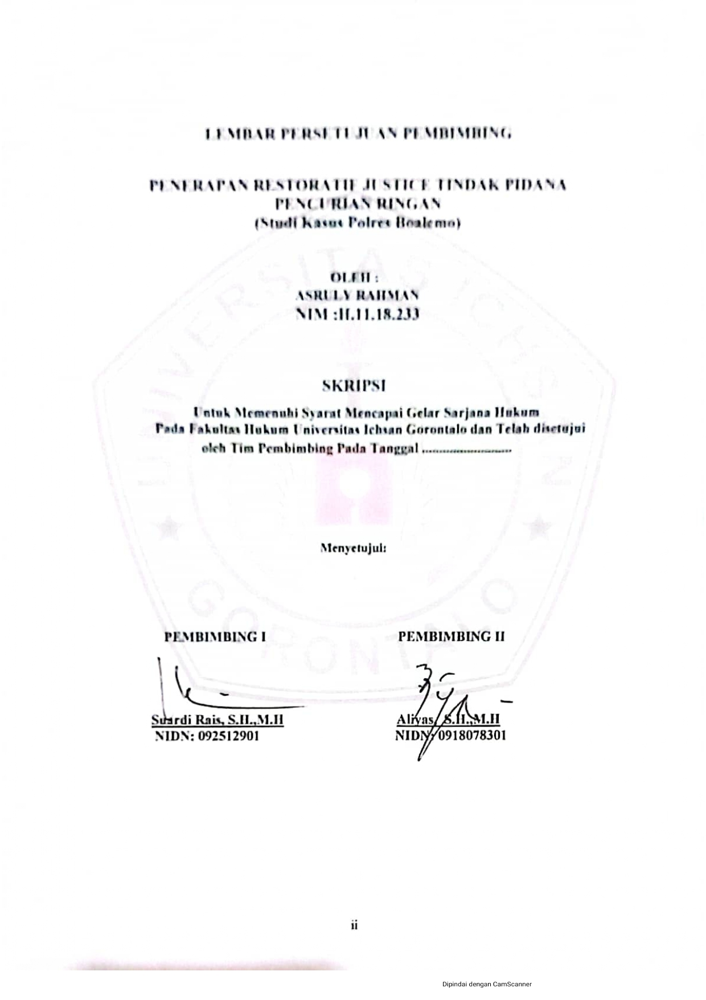 LEMBAR PERSETUJUAN PEMBIMBING
PENERAPAN RESTORATIF JUSTICE TINDAK PIDANA
PENCURIAN RINGAN
(Studi Kasus Polres Boalemo)
OLEH :
ASRULY RAHMAN
NIM :H.11.18.233
SKRIPSI
Untuk Memenuhi Syarat Mencapai Gelar Sarjana Hukum
Pada Fakultas Hukum Universitas Ichsan Gorontalo dan Telah disetujui
oleh Tim Pembimbing Pada Tanggal ............................
UNIVERSITAS ICHSAN
GORONTALO
Menyetujui:
PEMBIMBING I
PEMBIMBING II
Suardi Rais, S.H.,M.H
Aliyas, S.H.,M.H
NIDN: 092512901
NIDN: 0918078301
ii
Dipindai dengan CamScanner